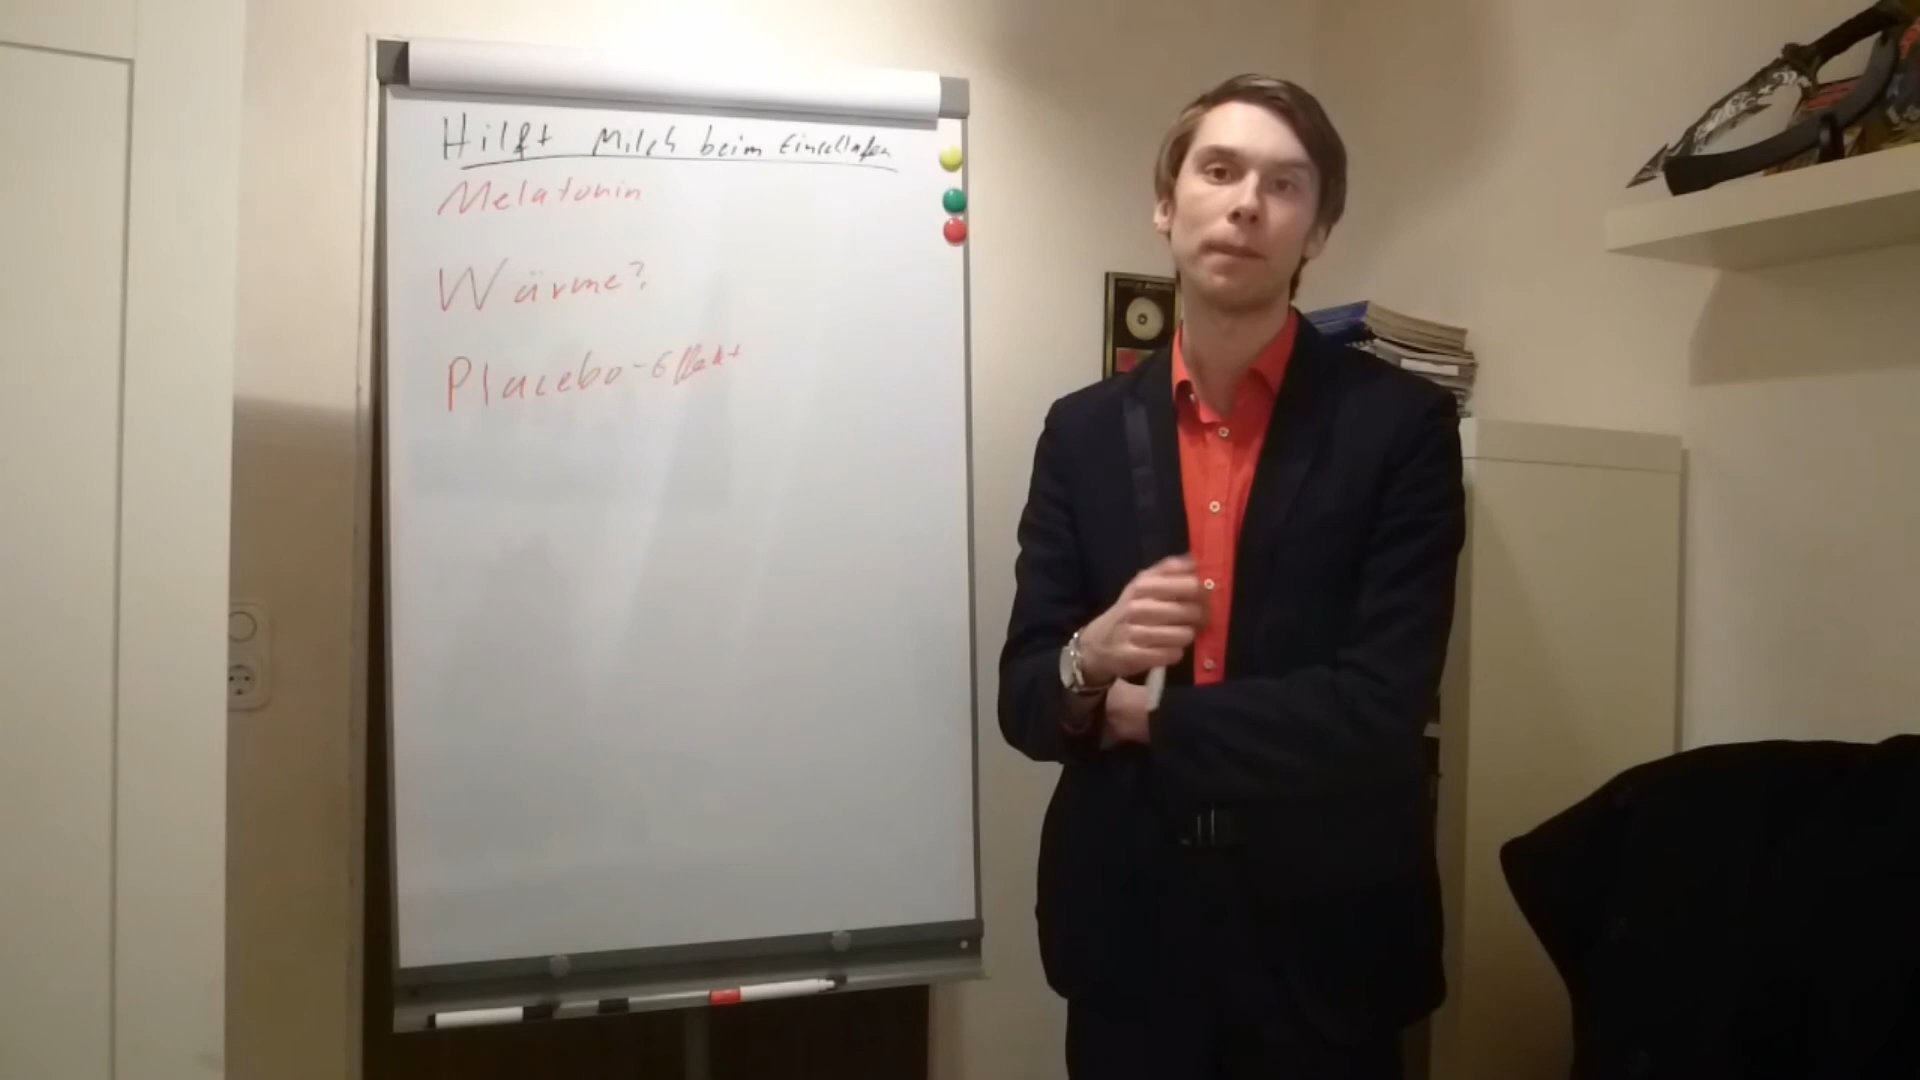 Hilft Milch beim Einschlafen
Melatonin
Wärme?
Placebo-Effekt